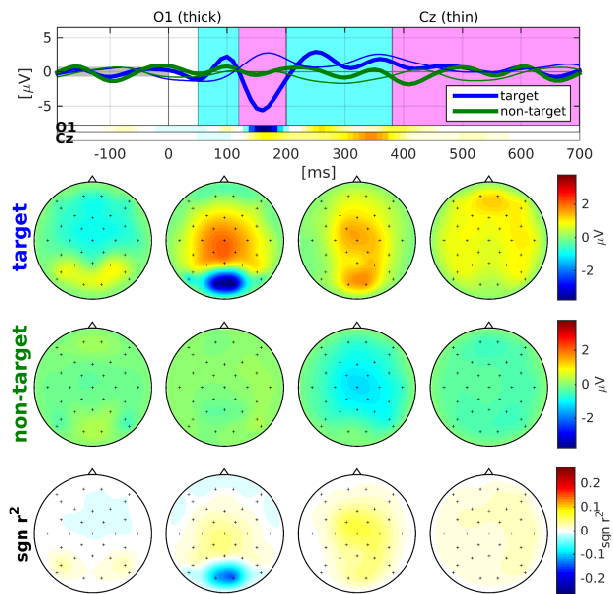 O1 (thick) Cz (thin)
5
0
-5
[μV]
target
non-target
O1
Cz
-100 0 100 200 300 400 500 600 700
[ms]
target
2
0
-2
μV
non-target
2
0
-2
μV
sgn r²
0.2
0.1
0
-0.1
-0.2
sgn r²